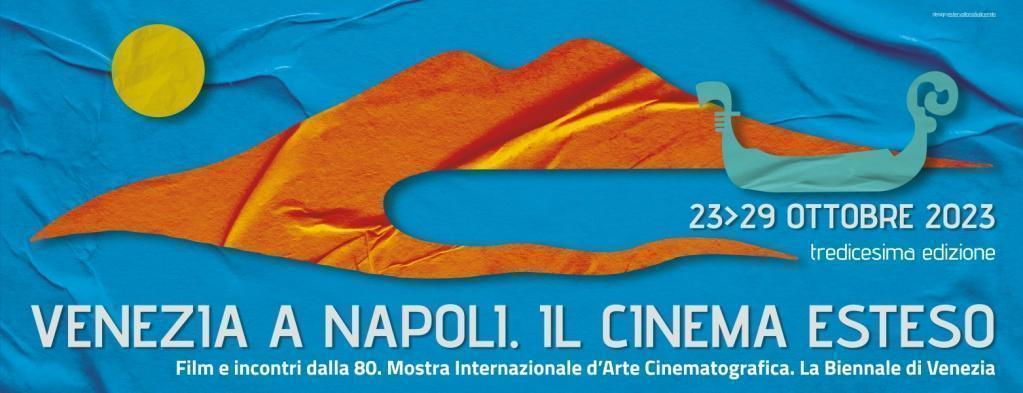 23>29 OTTOBRE 2023
tredicesima edizione
VENEZIA A NAPOLI. IL CINEMA ESTESO
Film e incontri dalla 80. Mostra Internazionale d'Arte Cinematografica. La Biennale di Venezia